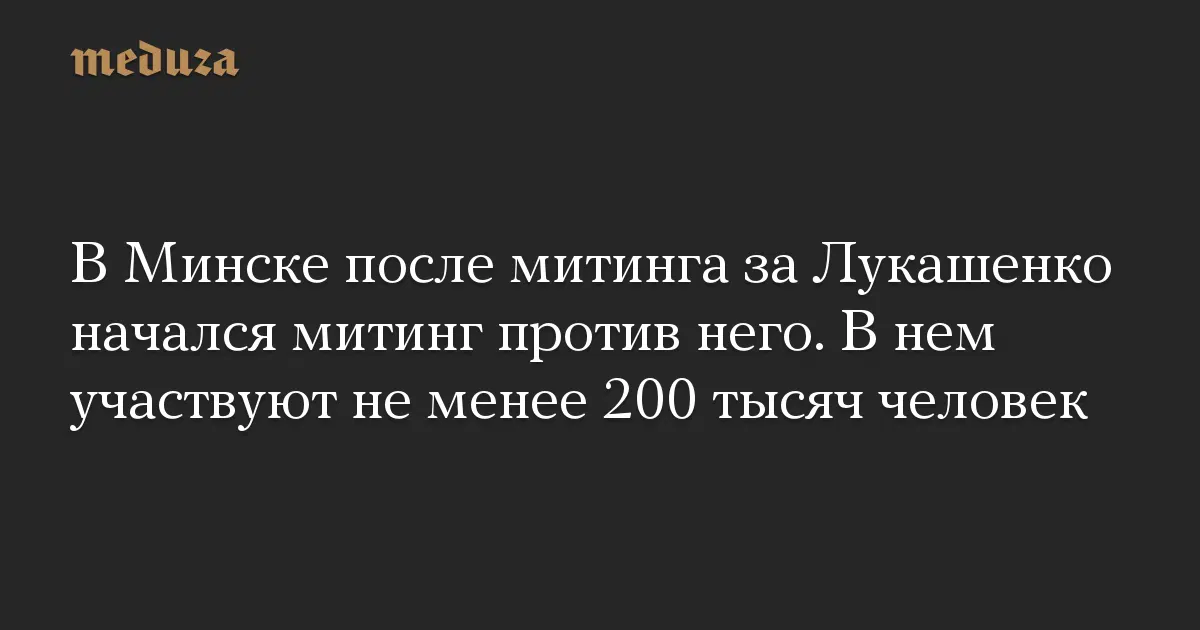 meduza
В Минске после митинга за Лукашенко
начался митинг против него. В нем
участвуют не менее 200 тысяч человек